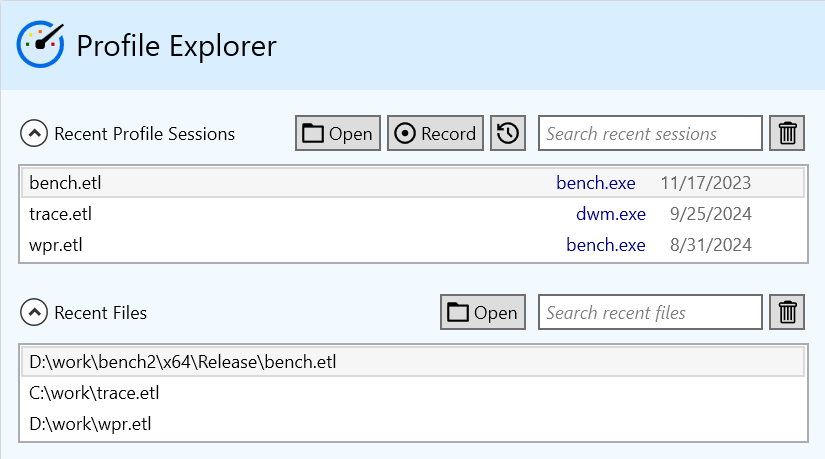 Profile Explorer
Recent Profile Sessions Open Record Search recent sessions
bench.etl bench.exe 11/17/2023
trace.etl dwm.exe 9/25/2024
wpr.etl bench.exe 8/31/2024
Recent Files Open Search recent files
D:\work\bench2\x64\Release\bench.etl
C:\work\trace.etl
D:\work\wpr.etl